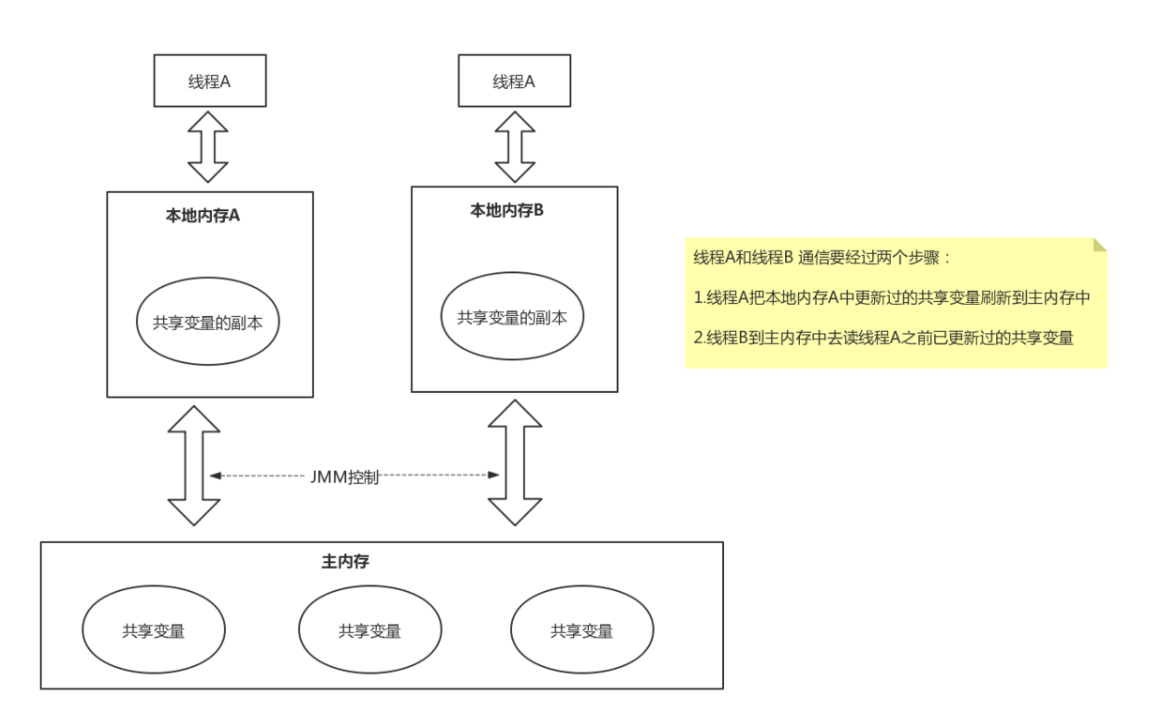 线程A
线程A
本地内存A
本地内存B
共享变量的副本
共享变量的副本
线程A和线程B 通信要经过两个步骤：
1.线程A把本地内存A中更新过的共享变量刷新到主内存中
2.线程B到主内存中去读线程A之前已更新过的共享变量
JMM控制
主内存
共享变量
共享变量
共享变量